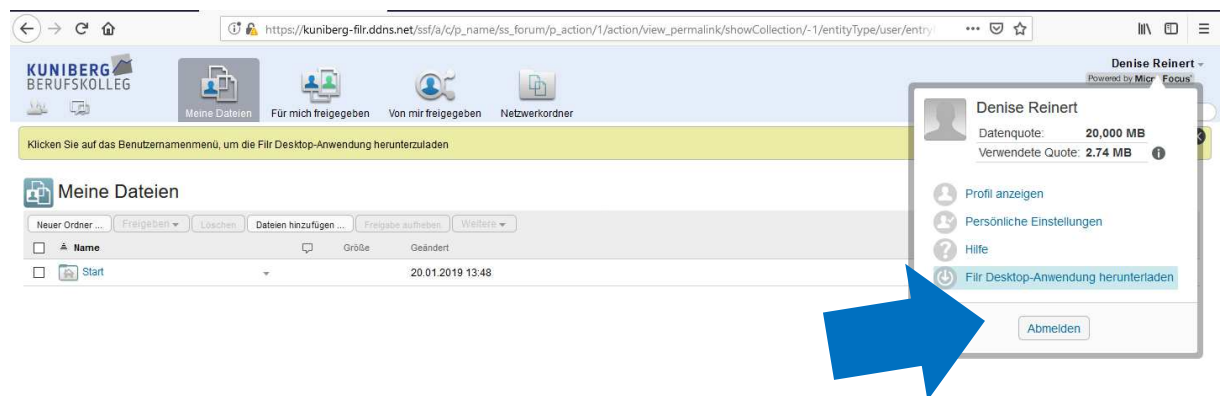 https://kuniberg-filr.ddns.net/ssf/a/c/p_name/ss_forum/p_action/1/action/view_permalink/showCollection/-1/entityType/user/entry
KUNIBERG
BERUFSKOLLEG
Meine Dateien
Für mich freigegeben
Von mir freigegeben
Netzwerkordner
Denise Reinert
Powered by Micr Focus
Klicken Sie auf das Benutzernamenmenü, um die Filr Desktop-Anwendung herunterzuladen
Denise Reinert
Datenquote: 20,000 MB
Verwendete Quote: 2.74 MB
Profil anzeigen
Persönliche Einstellungen
Hilfe
Filr Desktop-Anwendung herunterladen
Abmelden
Meine Dateien
Neuer Ordner ... Freigeben Löschen Dateien hinzufügen ... Freigabe aufheben Weitere
Name Größe Geändert
Start 20.01.2019 13:48